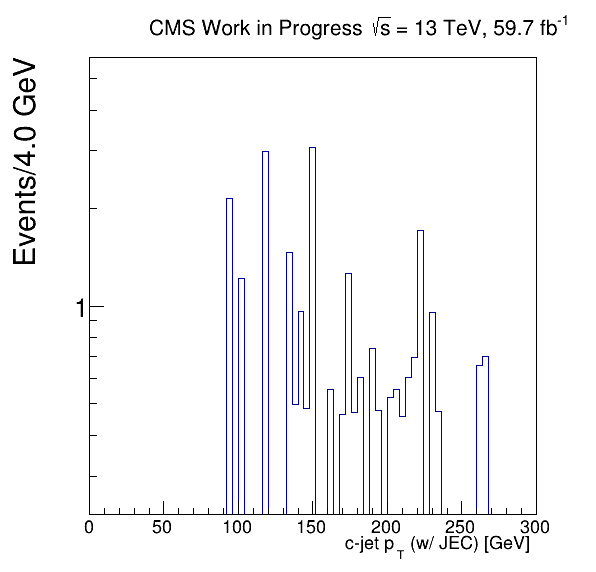 CMS Work in Progress √s = 13 TeV, 59.7 fb⁻¹
Events/4.0 GeV
1
0 50 100 150 200 250 300
c-jet p_T (w/ JEC) [GeV]